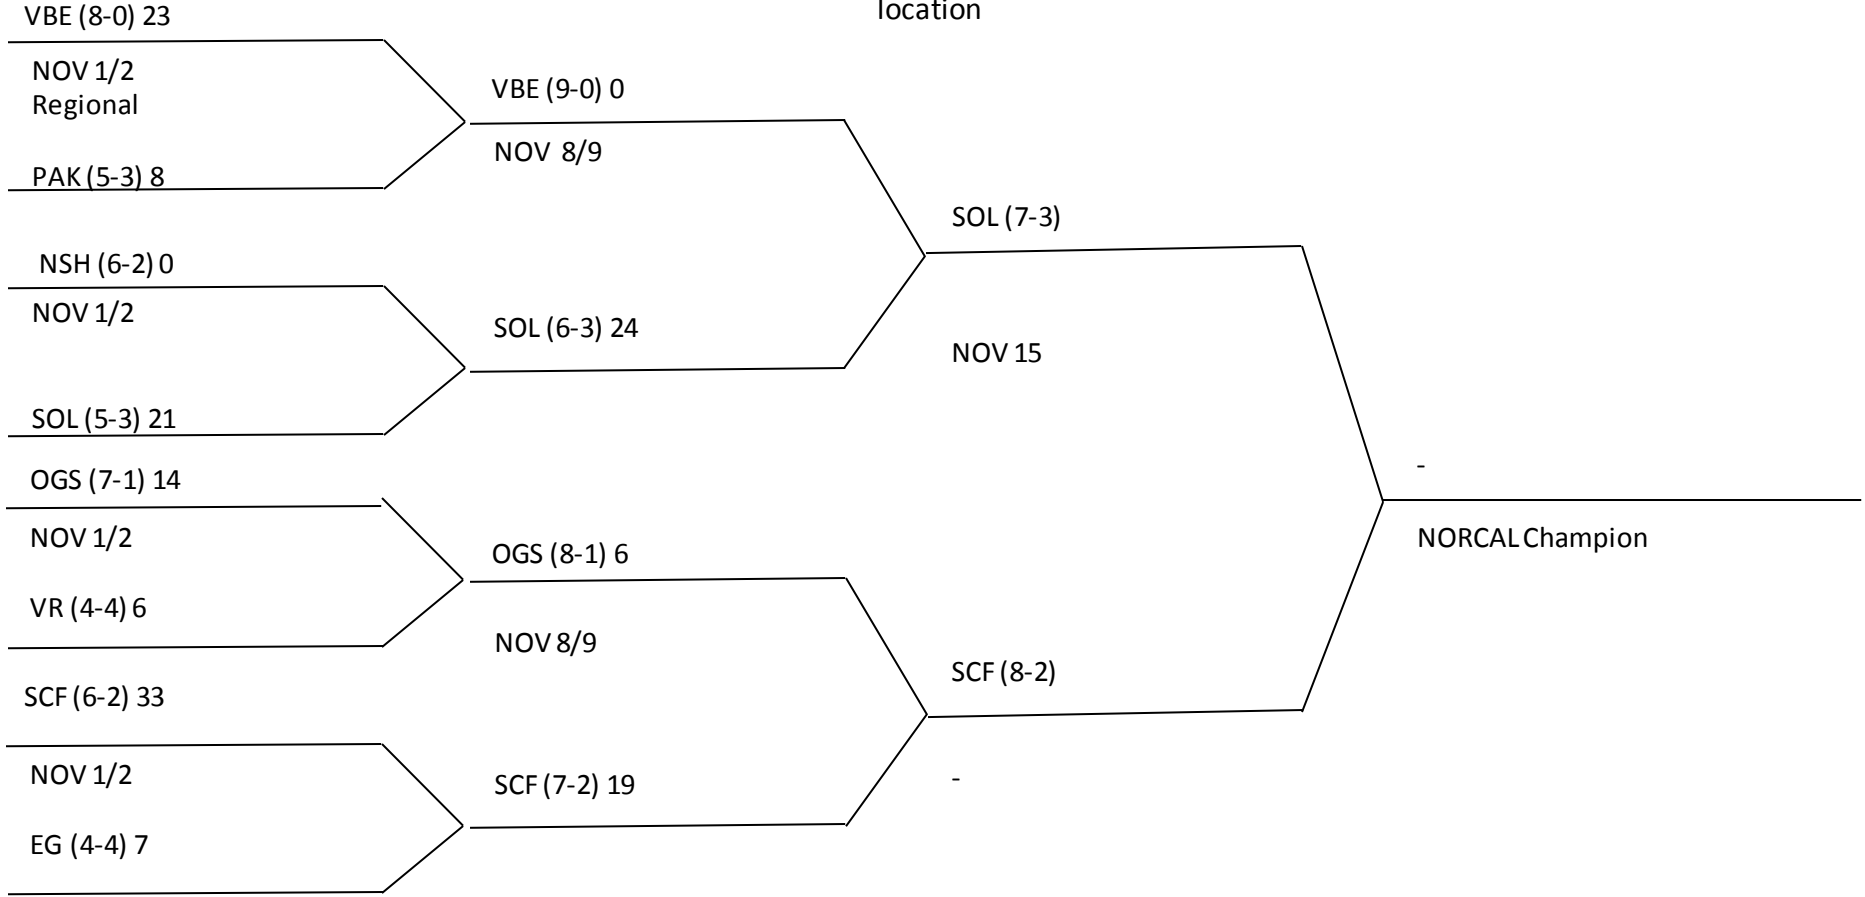 location
VBE (8-0) 23
NOV 1/2
Regional
PAK (5-3) 8
NSH (6-2) 0
NOV 1/2
SOL (5-3) 21
OGS (7-1) 14
NOV 1/2
VR (4-4) 6
SCF (6-2) 33
NOV 1/2
EG (4-4) 7
VBE (9-0) 0
NOV 8/9
SOL (6-3) 24
OGS (8-1) 6
NOV 8/9
SCF (7-2) 19
SOL (7-3)
NOV 15
SCF (8-2)
-
-
NORCAL Champion